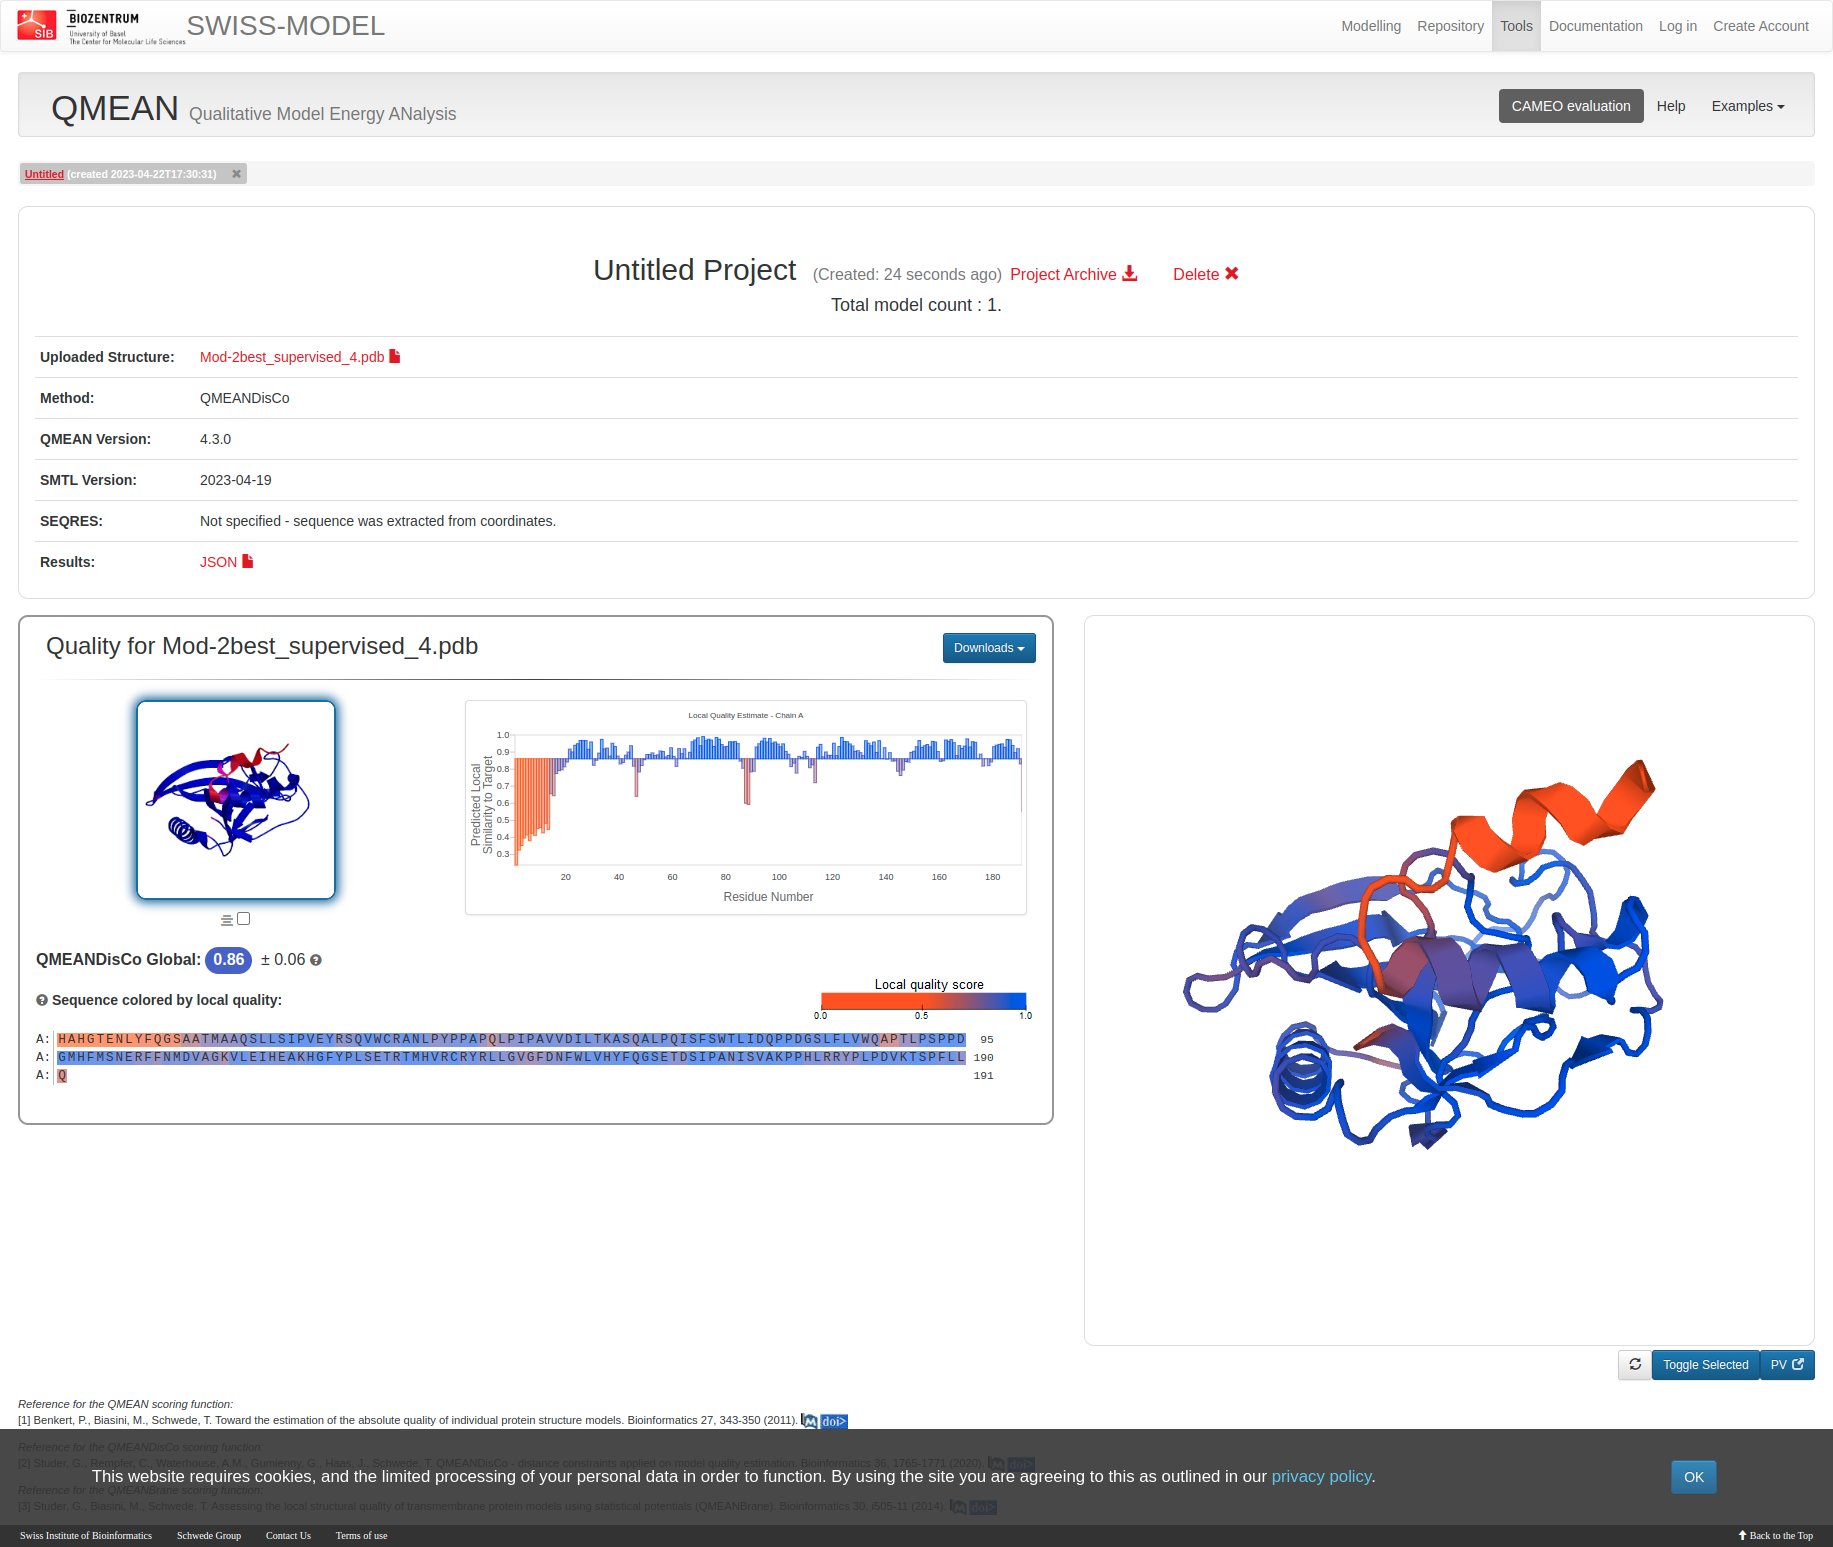 SIB BIOZENTRUM University of Basel The Center for Molecular Life Sciences SWISS-MODEL Modelling Repository Tools Documentation Log in Create Account
QMEAN Qualitative Model Energy ANalysis CAMEO evaluation Help Examples
Untitled (created 2023-04-22T17:30:31)
Untitled Project (Created: 24 seconds ago) Project Archive Delete
Total model count : 1.
Uploaded Structure: Mod-2best_supervised_4.pdb
Method: QMEANDisCo
QMEAN Version: 4.3.0
SMTL Version: 2023-04-19
SEQRES: Not specified - sequence was extracted from coordinates.
Results: JSON
Quality for Mod-2best_supervised_4.pdb Downloads
Local Quality Estimate - Chain A
Predicted Local
Similarity to Target
1.0
0.9
0.8
0.7
0.6
0.5
0.4
0.3
20 40 60 80 100 120 140 160 180
Residue Number
QMEANDisCo Global: 0.86 ± 0.06
Local quality score
0.0 0.5 1.0
Sequence colored by local quality:
A: HAHGTENLYFQGSAATMAAQSLLSIPVEYRSQVWCRANLPYPPAPQLPIPAVVDILTKASQALPQISFSWTLIDQPPDGSLFLVWQAPTLPSPPD 95
A: GMHFMSNERFFNMDVAGKVLEIHEAKHGFYPLSETRTMHVRCRYRLLGVGFDNFWLVHYFQGSETDSIPANISVAKPPHLRRYPLPDVKTSPFLL 190
A: Q 191
Toggle Selected PV
Reference for the QMEAN scoring function:
[1] Benkert, P., Biasini, M., Schwede, T. Toward the estimation of the absolute quality of individual protein structure models. Bioinformatics 27, 343-350 (2011). doi>
Reference for the QMEANDisCo scoring function:
[2] Studer, G., Rempfer, C., Waterhouse, A.M., Gumienny, G., Haas, J., Schwede, T. QMEANDisCo - distance constraints applied on model quality estimation. Bioinformatics 36, 1765-1771 (2020). doi>
This website requires cookies, and the limited processing of your personal data in order to function. By using the site you are agreeing to this as outlined in our privacy policy. OK
Reference for the QMEANBrane scoring function:
[3] Studer, G., Biasini, M., Schwede, T. Assessing the local structural quality of transmembrane protein models using statistical potentials (QMEANBrane). Bioinformatics 30, i505-11 (2014). doi>
Swiss Institute of Bioinformatics Schwede Group Contact Us Terms of use Back to the Top